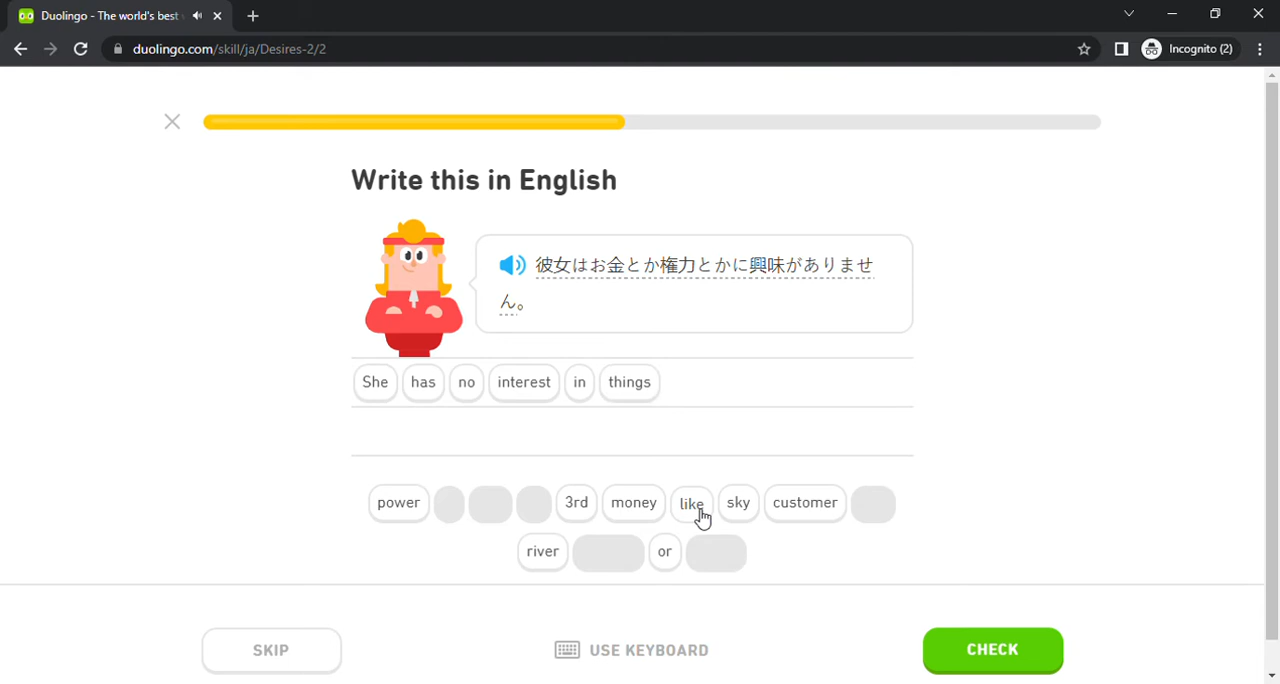 Duolingo - The world's best
duolingo.com/skill/ja/Desires-2/2
Incognito (2)
Write this in English
彼女はお金とか権力とかに興味がありませ
ん。
She has no interest in things
power 3rd money like sky customer
river or
SKIP
USE KEYBOARD
CHECK